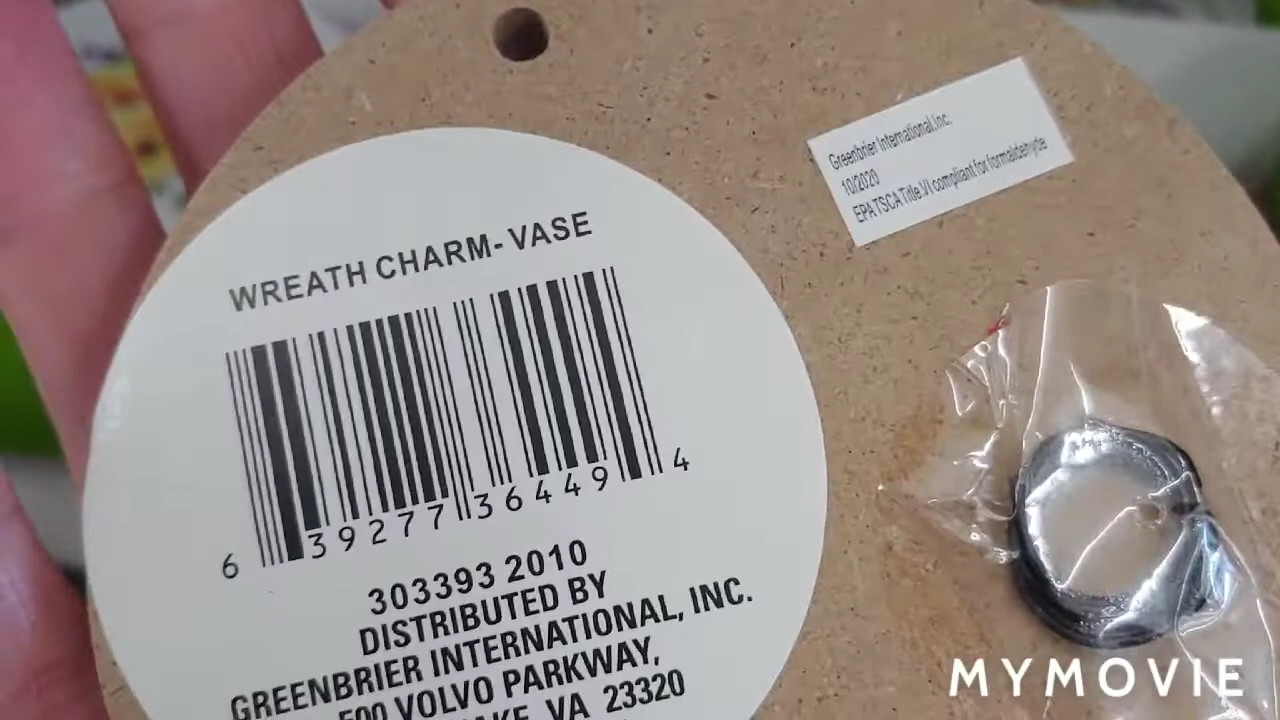 Greenbrier International,Inc.
10/2020
EPA TSCA Title VI compliant for formaldehyde
WREATH CHARM- VASE
6 39277 36449 4
303393 2010
DISTRIBUTED BY
GREENBRIER INTERNATIONAL, INC.
500 VOLVO PARKWAY,
VA 23320
MYMOVIE